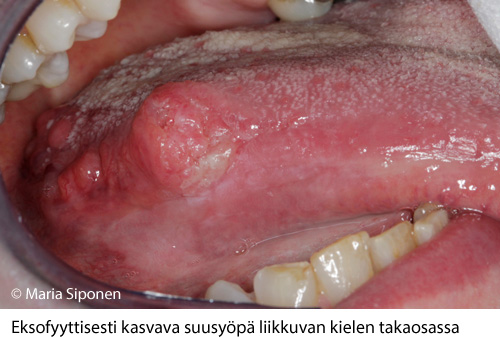 © Maria Siponen
Eksofyyttisesti kasvava suusyöpä liikkuvan kielen takaosassa